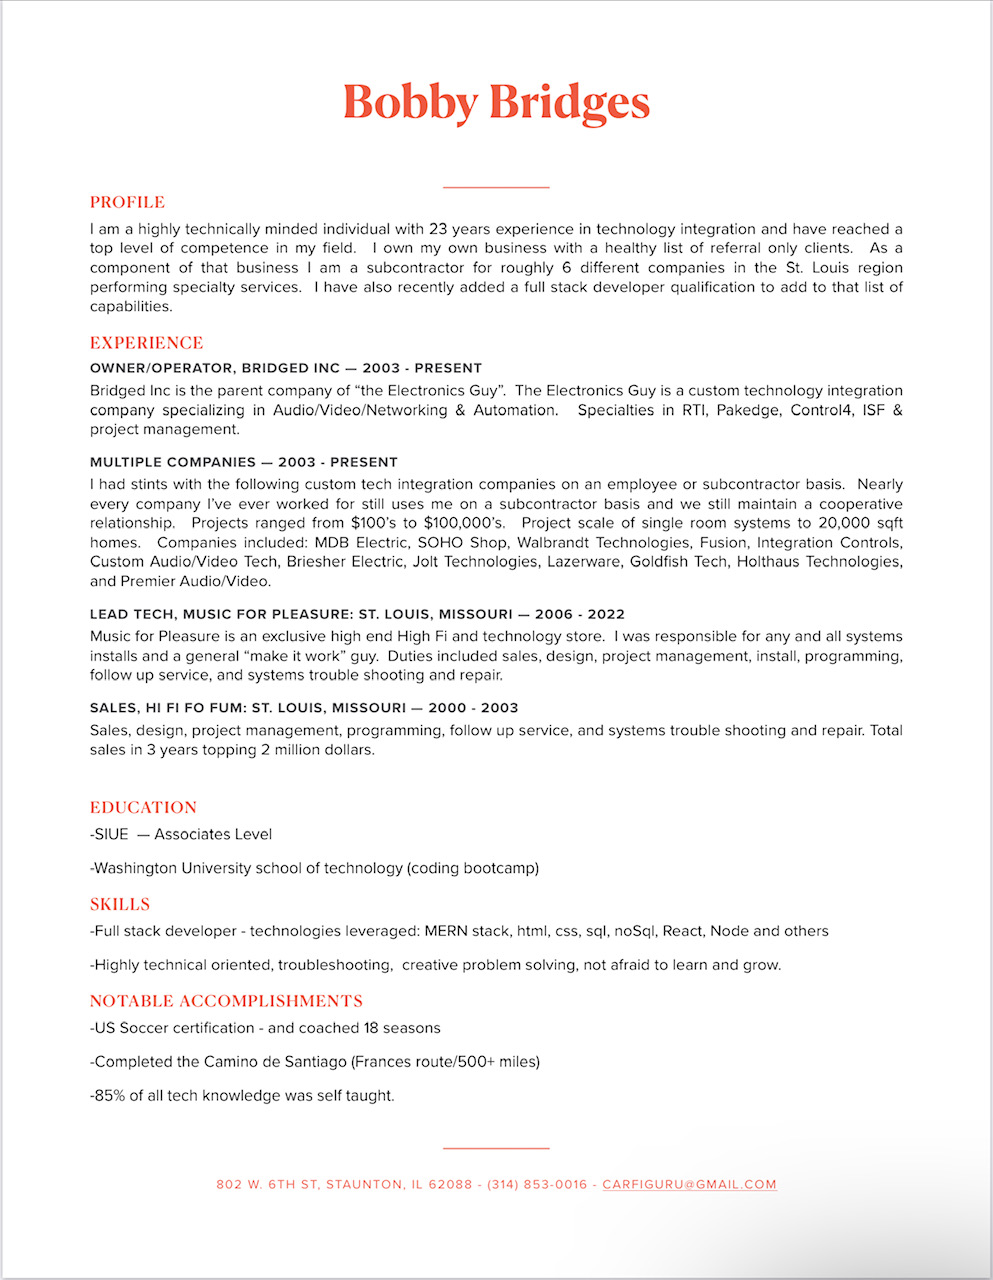 Bobby Bridges
PROFILE
I am a highly technically minded individual with 23 years experience in technology integration and have reached a
top level of competence in my field.  I own my own business with a healthy list of referral only clients.  As a
component of that business I am a subcontractor for roughly 6 different companies in the St. Louis region
performing specialty services.  I have also recently added a full stack developer qualification to add to that list of
capabilities.
EXPERIENCE
OWNER/OPERATOR, BRIDGED INC — 2003 - PRESENT
Bridged Inc is the parent company of “the Electronics Guy”.  The Electronics Guy is a custom technology integration
company specializing in Audio/Video/Networking & Automation.  Specialties in RTI, Pakedge, Control4, ISF &
project management.
MULTIPLE COMPANIES — 2003 - PRESENT
I had stints with the following custom tech integration companies on an employee or subcontractor basis.  Nearly
every company I’ve ever worked for still uses me on a subcontractor basis and we still maintain a cooperative
relationship.  Projects ranged from $100’s to $100,000’s.  Project scale of single room systems to 20,000 sqft
homes.  Companies included: MDB Electric, SOHO Shop, Walbrandt Technologies, Fusion, Integration Controls,
Custom Audio/Video Tech, Briesher Electric, Jolt Technologies, Lazerware, Goldfish Tech, Holthaus Technologies,
and Premier Audio/Video.
LEAD TECH, MUSIC FOR PLEASURE: ST. LOUIS, MISSOURI — 2006 - 2022
Music for Pleasure is an exclusive high end High Fi and technology store.  I was responsible for any and all systems
installs and a general “make it work” guy.  Duties included sales, design, project management, install, programming,
follow up service, and systems trouble shooting and repair.
SALES, HI FI FO FUM: ST. LOUIS, MISSOURI — 2000 - 2003
Sales, design, project management, programming, follow up service, and systems trouble shooting and repair. Total
sales in 3 years topping 2 million dollars.
EDUCATION
-SIUE  — Associates Level
-Washington University school of technology (coding bootcamp)
SKILLS
-Full stack developer - technologies leveraged: MERN stack, html, css, sql, noSql, React, Node and others
-Highly technical oriented, troubleshooting,  creative problem solving, not afraid to learn and grow.
NOTABLE ACCOMPLISHMENTS
-US Soccer certification - and coached 18 seasons
-Completed the Camino de Santiago (Frances route/500+ miles)
-85% of all tech knowledge was self taught.
802 W. 6TH ST, STAUNTON, IL 62088 - (314) 853-0016 - CARFIGURU@GMAIL.COM